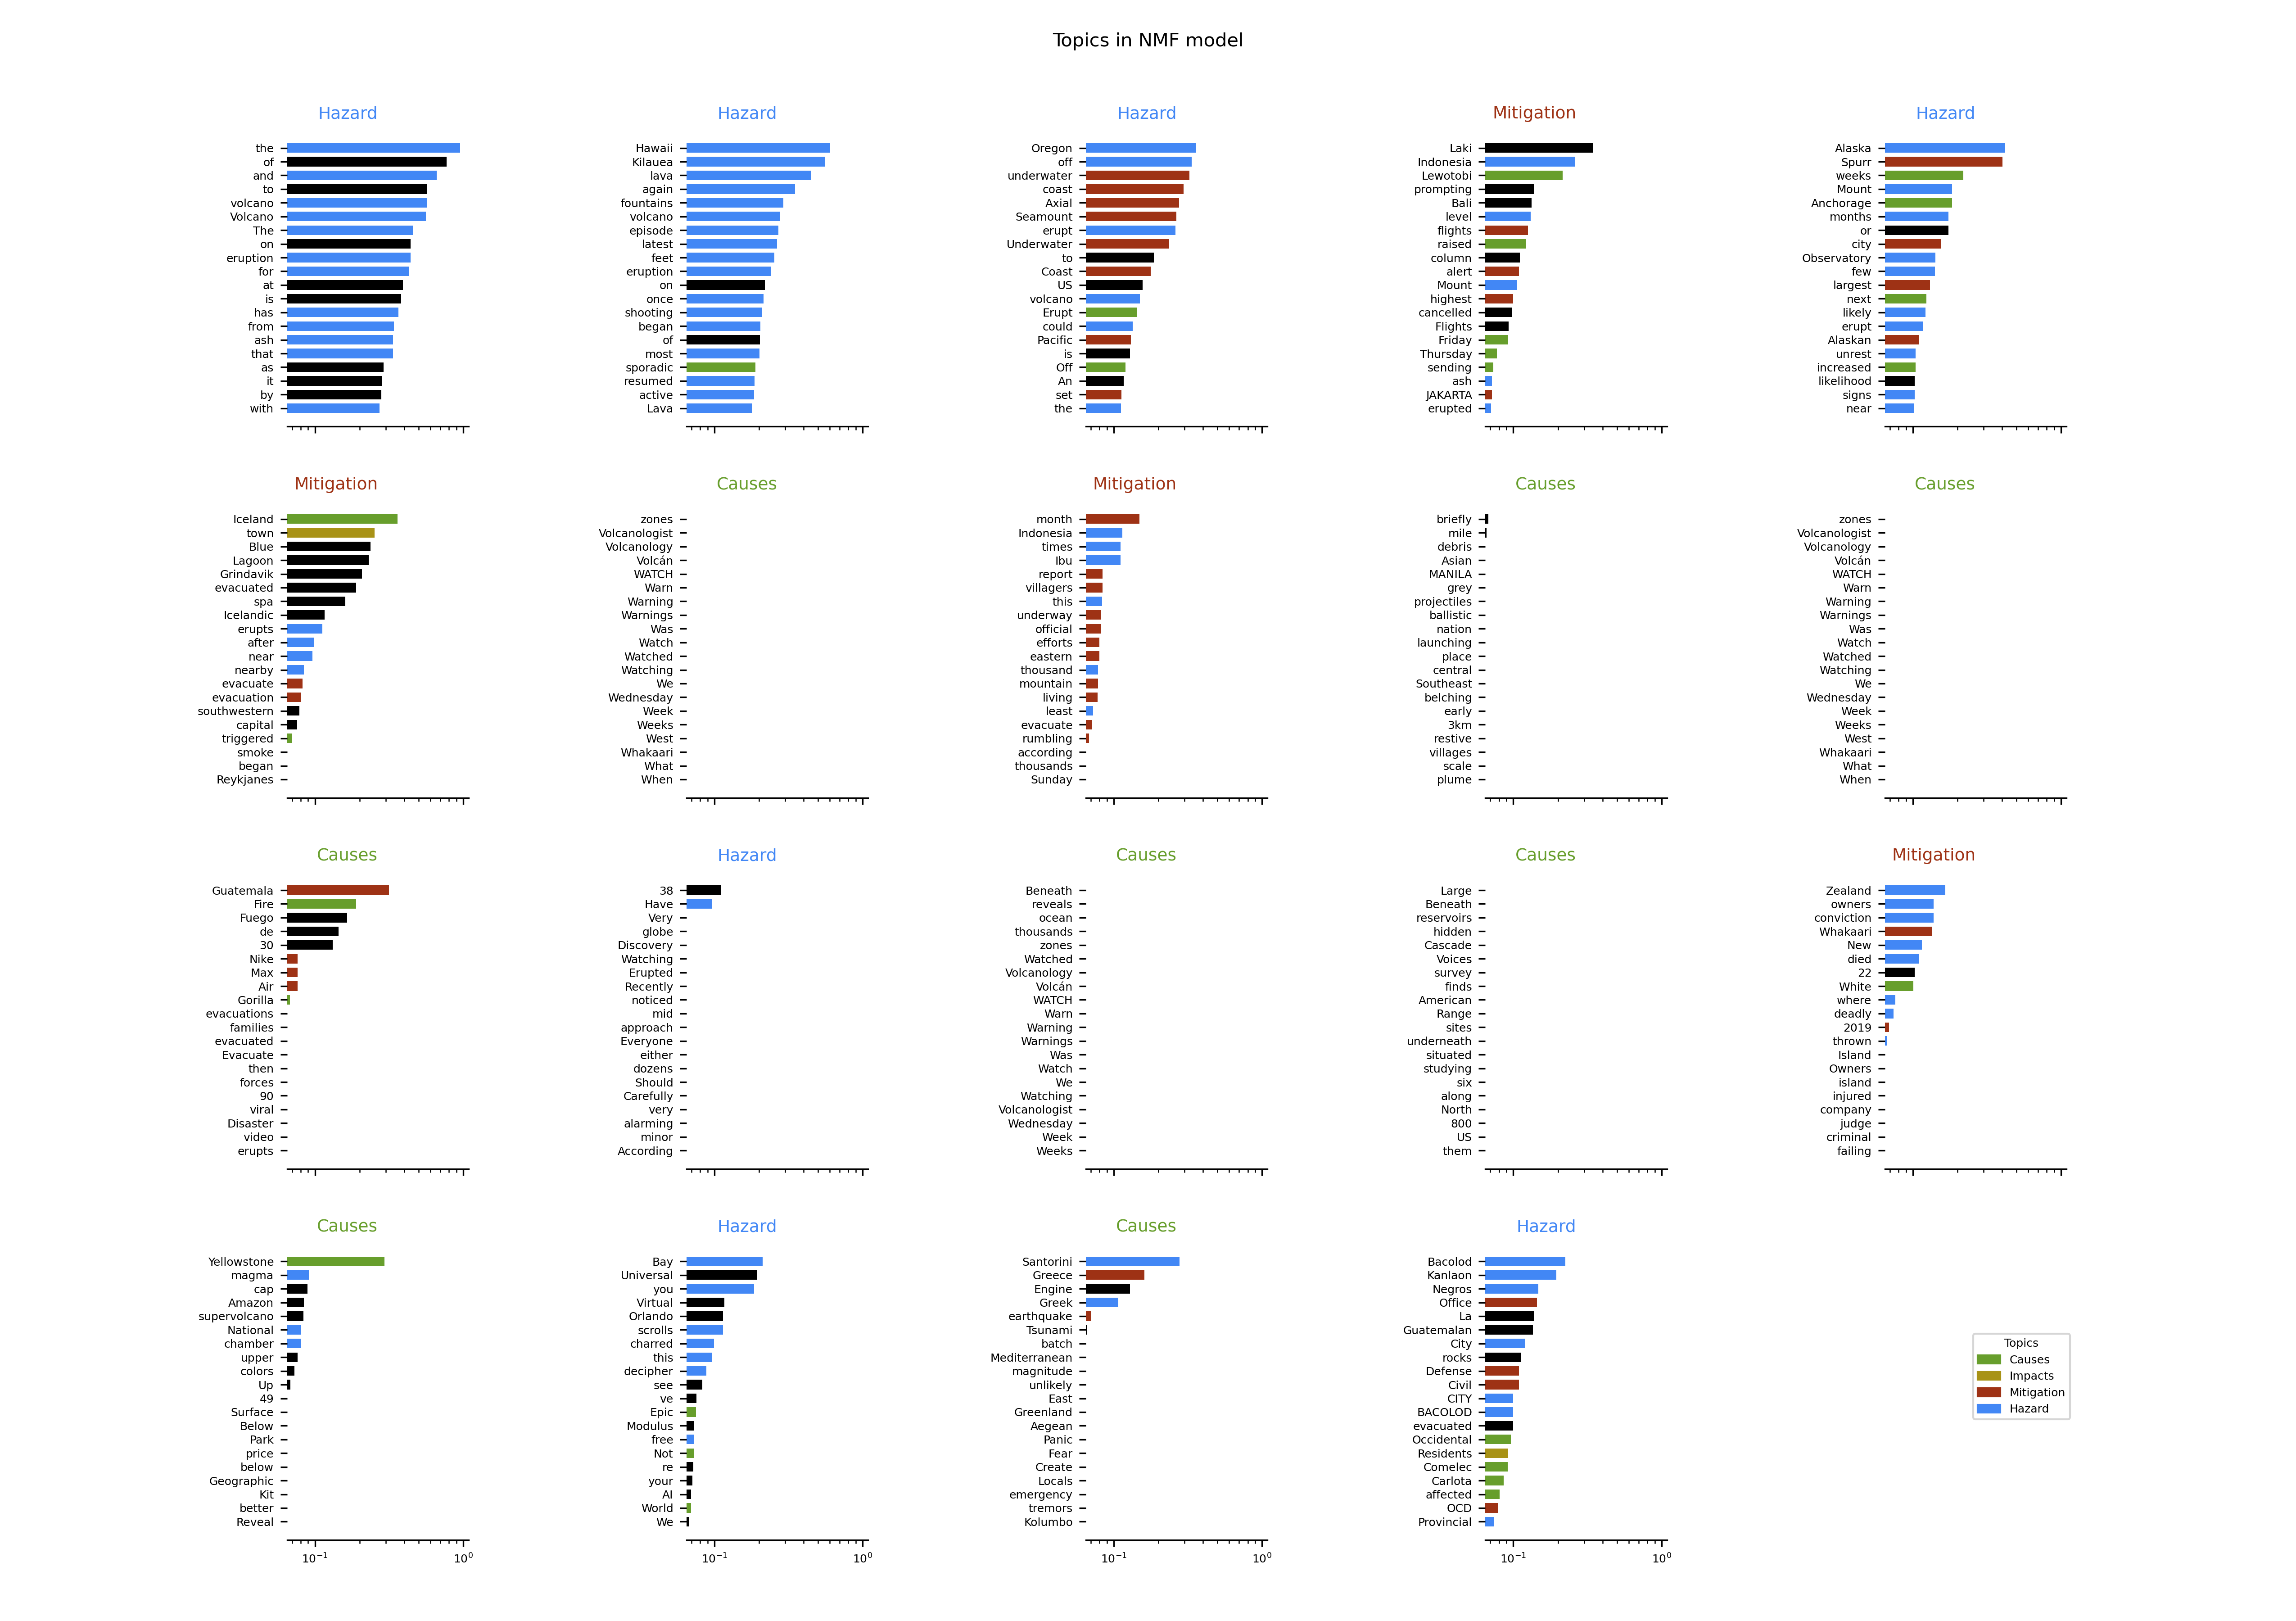 Topics in NMF model
Hazard
the
of
and
to
volcano
Volcano
The
on
eruption
for
at
is
has
from
ash
that
as
it
by
with
Hazard
Hawaii
Kilauea
lava
again
fountains
volcano
episode
latest
feet
eruption
on
once
shooting
began
of
most
sporadic
resumed
active
Lava
Hazard
Oregon
off
underwater
coast
Axial
Seamount
erupt
Underwater
to
Coast
US
volcano
Erupt
could
Pacific
is
Off
An
set
the
Mitigation
Laki
Indonesia
Lewotobi
prompting
Bali
level
flights
raised
column
alert
Mount
highest
cancelled
Flights
Friday
Thursday
sending
ash
JAKARTA
erupted
Hazard
Alaska
Spurr
weeks
Mount
Anchorage
months
or
city
Observatory
few
largest
next
likely
erupt
Alaskan
unrest
increased
likelihood
signs
near
Mitigation
Iceland
town
Blue
Lagoon
Grindavik
evacuated
spa
Icelandic
erupts
after
near
nearby
evacuate
evacuation
southwestern
capital
triggered
smoke
began
Reykjanes
Causes
zones
Volcanologist
Volcanology
Volcán
WATCH
Warn
Warning
Warnings
Was
Watch
Watched
Watching
We
Wednesday
Week
Weeks
West
Whakaari
What
When
Mitigation
month
Indonesia
times
Ibu
report
villagers
this
underway
official
efforts
eastern
thousand
mountain
living
least
evacuate
rumbling
according
thousands
Sunday
Causes
briefly
mile
debris
Asian
MANILA
grey
projectiles
ballistic
nation
launching
place
central
Southeast
belching
early
3km
restive
villages
scale
plume
Causes
zones
Volcanologist
Volcanology
Volcán
WATCH
Warn
Warning
Warnings
Was
Watch
Watched
Watching
We
Wednesday
Week
Weeks
West
Whakaari
What
When
Causes
Guatemala
Fire
Fuego
de
30
Nike
Max
Air
Gorilla
evacuations
families
evacuated
Evacuate
then
forces
90
viral
Disaster
video
erupts
Hazard
38
Have
Very
globe
Discovery
Watching
Erupted
Recently
noticed
mid
approach
Everyone
either
dozens
Should
Carefully
very
alarming
minor
According
Causes
Beneath
reveals
ocean
thousands
zones
Watched
Volcanology
Volcán
WATCH
Warn
Warning
Warnings
Was
Watch
We
Watching
Volcanologist
Wednesday
Week
Weeks
Causes
Large
Beneath
reservoirs
hidden
Cascade
Voices
survey
finds
American
Range
sites
underneath
situated
studying
six
along
North
800
US
them
Mitigation
Zealand
owners
conviction
Whakaari
New
died
22
White
where
deadly
2019
thrown
Island
Owners
island
injured
company
judge
criminal
failing
Causes
Yellowstone
magma
cap
Amazon
supervolcano
National
chamber
upper
colors
Up
49
Surface
Below
Park
price
below
Geographic
Kit
better
Reveal
10⁻¹ 10⁰
Hazard
Bay
Universal
you
Virtual
Orlando
scrolls
charred
this
decipher
see
ve
Epic
Modulus
free
Not
re
your
AI
World
We
10⁻¹ 10⁰
Causes
Santorini
Greece
Engine
Greek
earthquake
Tsunami
batch
Mediterranean
magnitude
unlikely
East
Greenland
Aegean
Panic
Fear
Create
Locals
emergency
tremors
Kolumbo
10⁻¹ 10⁰
Hazard
Bacolod
Kanlaon
Negros
Office
La
Guatemalan
City
rocks
Defense
Civil
CITY
BACOLOD
evacuated
Occidental
Residents
Comelec
Carlota
affected
OCD
Provincial
10⁻¹ 10⁰
Topics
Causes
Impacts
Mitigation
Hazard